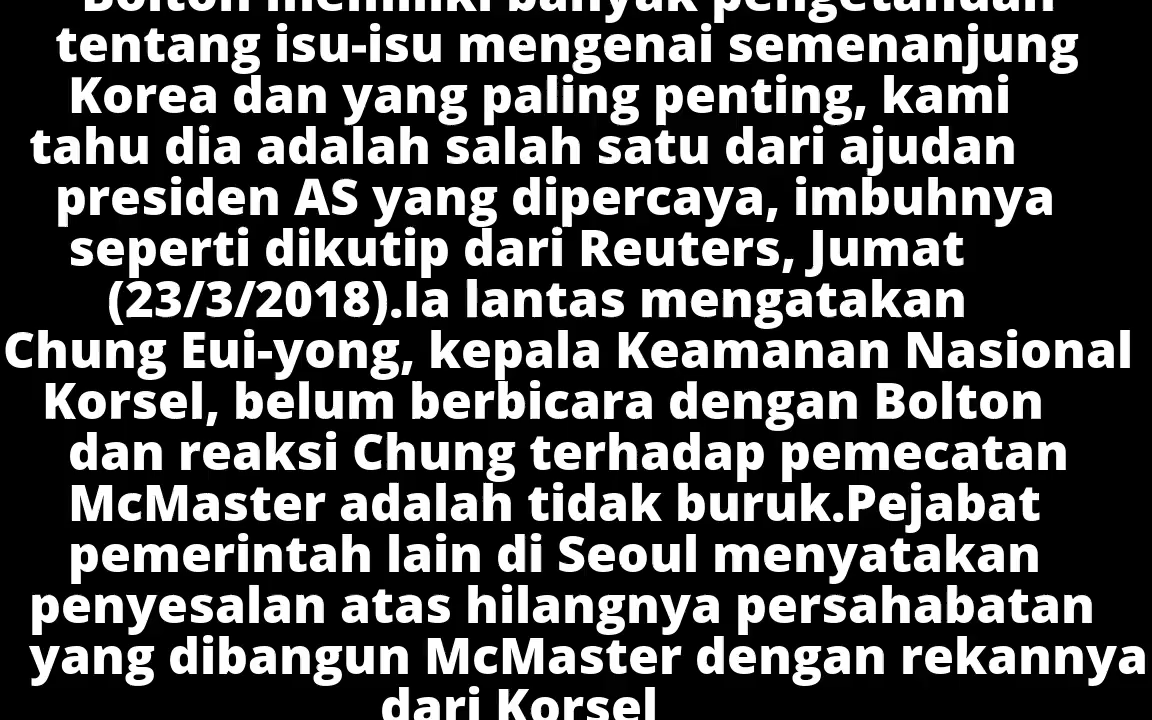 Bolton memiliki banyak pengetahuan
tentang isu-isu mengenai semenanjung
Korea dan yang paling penting, kami
tahu dia adalah salah satu dari ajudan
presiden AS yang dipercaya, imbuhnya
seperti dikutip dari Reuters, Jumat
(23/3/2018).Ia lantas mengatakan
Chung Eui-yong, kepala Keamanan Nasional
Korsel, belum berbicara dengan Bolton
dan reaksi Chung terhadap pemecatan
McMaster adalah tidak buruk.Pejabat
pemerintah lain di Seoul menyatakan
penyesalan atas hilangnya persahabatan
yang dibangun McMaster dengan rekannya
dari Korsel